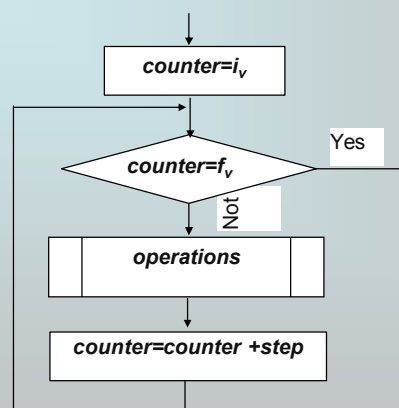 counter=iv
counter=fv
Yes
Not
operations
counter=counter +step